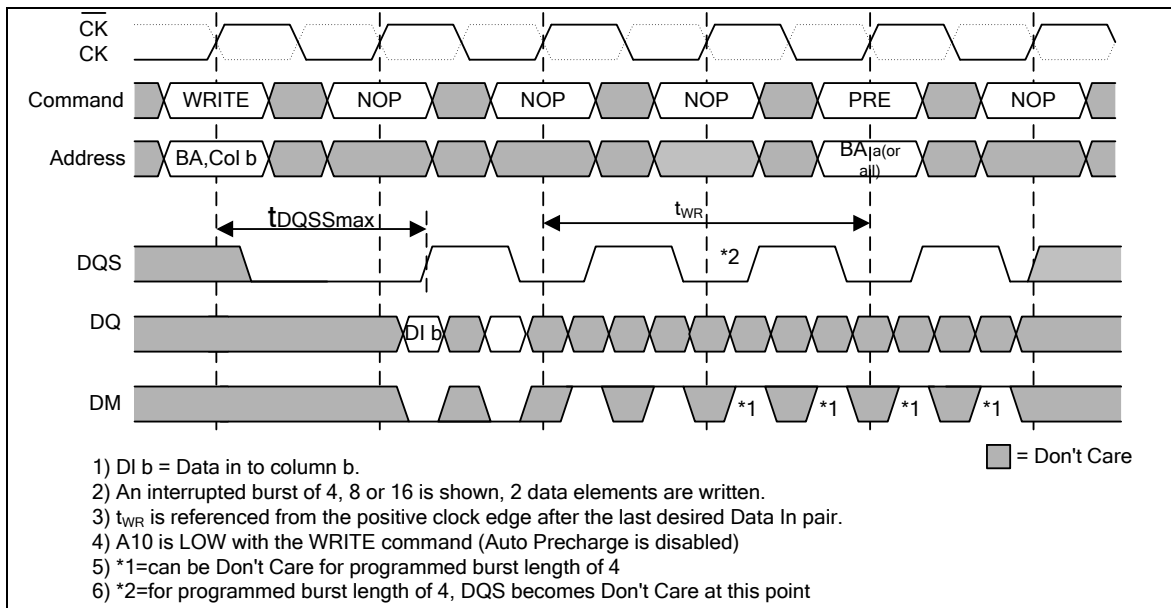 CK
CK
Command WRITE NOP NOP NOP PRE NOP
Address BA,Col b BA a(or
all)
tDQSSmax tWR
DQS *2
DQ DI b
DM *1 *1 *1 *1
= Don't Care
1) DI b = Data in to column b.
2) An interrupted burst of 4, 8 or 16 is shown, 2 data elements are written.
3) tWR is referenced from the positive clock edge after the last desired Data In pair.
4) A10 is LOW with the WRITE command (Auto Precharge is disabled)
5) *1=can be Don't Care for programmed burst length of 4
6) *2=for programmed burst length of 4, DQS becomes Don't Care at this point